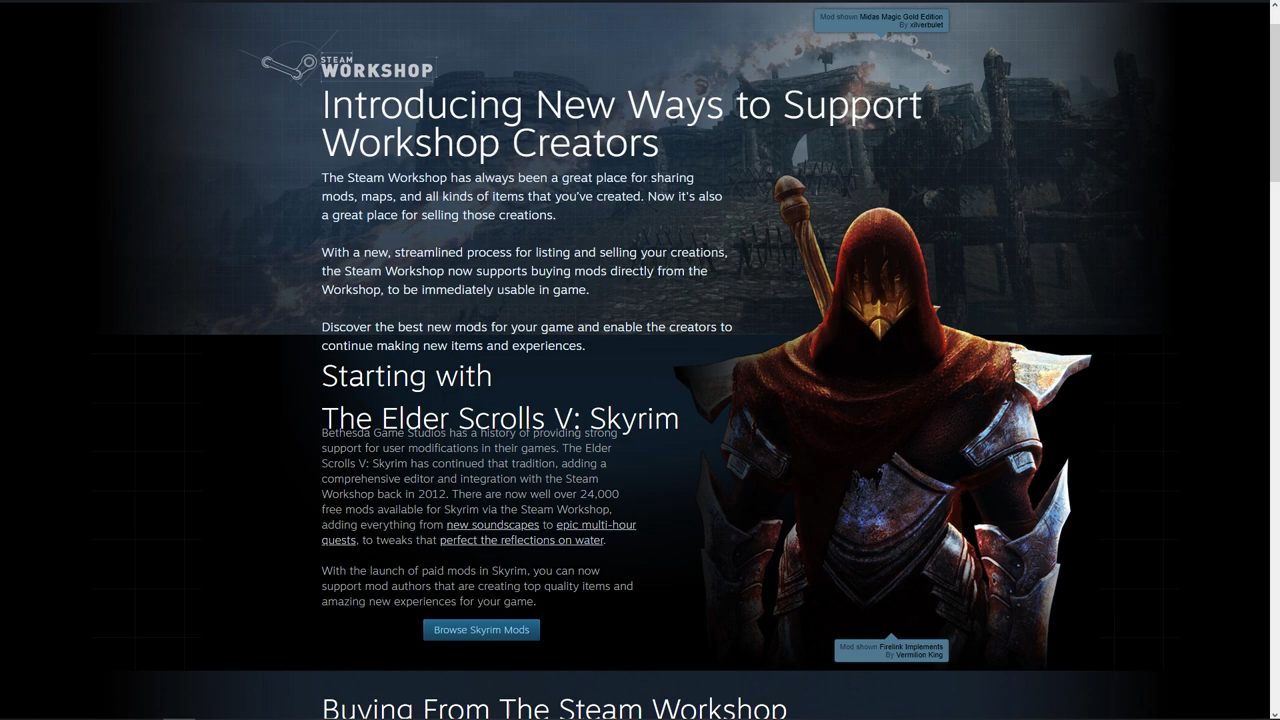 Mod shown Midas Magic Gold Edition
By xilverbulet
STEAM
WORKSHOP
Introducing New Ways to Support
Workshop Creators
The Steam Workshop has always been a great place for sharing
mods, maps, and all kinds of items that you've created. Now it's also
a great place for selling those creations.
With a new, streamlined process for listing and selling your creations,
the Steam Workshop now supports buying mods directly from the
Workshop, to be immediately usable in game.
Discover the best new mods for your game and enable the creators to
continue making new items and experiences.
Starting with
The Elder Scrolls V: Skyrim
Bethesda Game Studios has a history of providing strong
support for user modifications in their games. The Elder
Scrolls V: Skyrim has continued that tradition, adding a
comprehensive editor and integration with the Steam
Workshop back in 2012. There are now well over 24,000
free mods available for Skyrim via the Steam Workshop,
adding everything from new soundscapes to epic multi-hour
quests, to tweaks that perfect the reflections on water.
With the launch of paid mods in Skyrim, you can now
support mod authors that are creating top quality items and
amazing new experiences for your game.
Browse Skyrim Mods
Mod shown Firelink Implements
By Vermilion King
Buying From The Steam Workshop